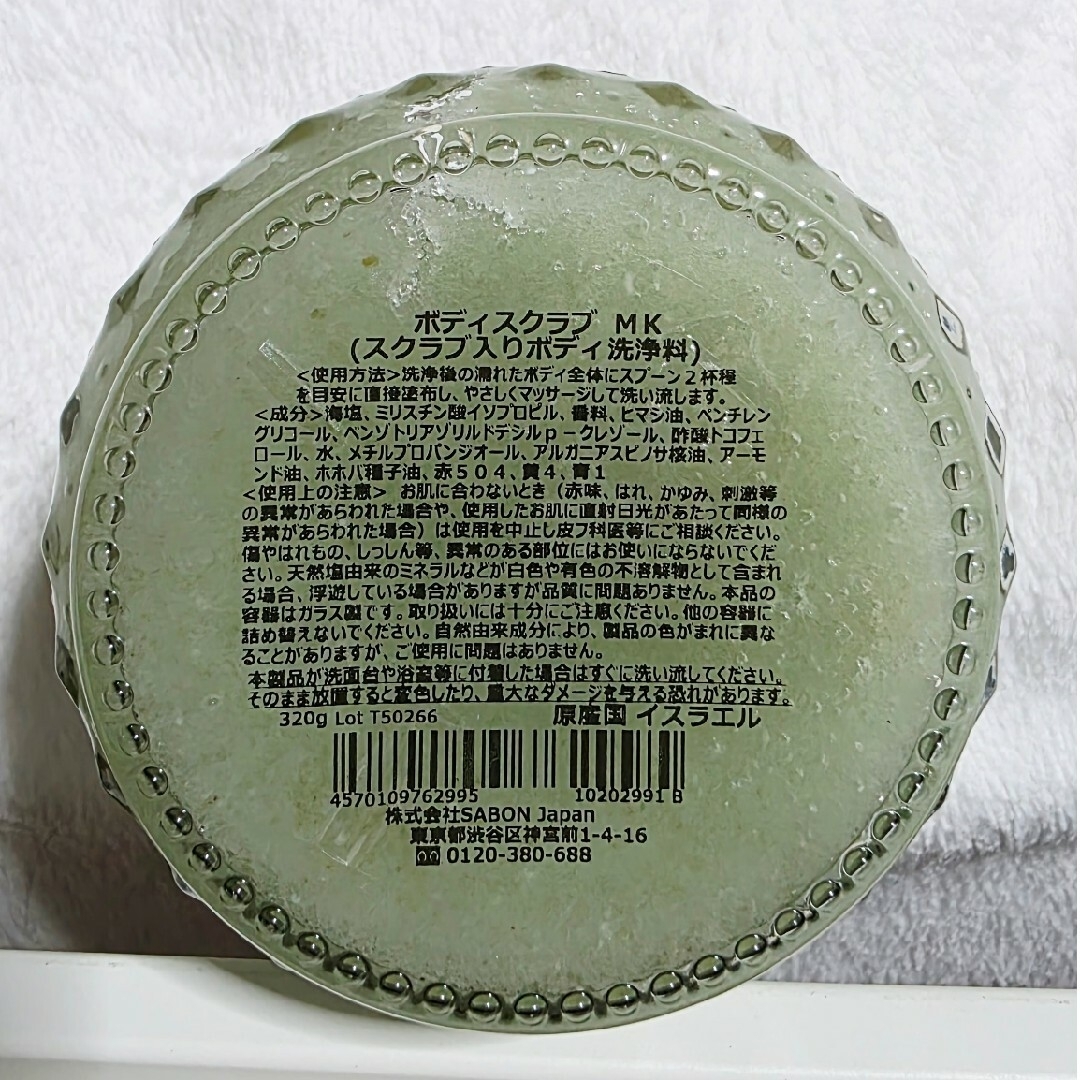 ボディスクラブ MK
(スクラブ入りボディ洗浄料)
<使用方法>洗浄後の濡れたボディ全体にスプーン2杯程
を目安に直接塗布し、やさしくマッサージして洗い流します。
<成分>海塩、ミリスチン酸イソプロピル、香料、ヒマシ油、ペンチレン
グリコール、ベンゾトリアゾリルドデシルp-クレゾール、酢酸トコフェ
ロール、水、メチルプロパンジオール、アルガニアスピノサ核油、アーモ
ンド油、ホホバ種子油、赤504、黄4、青1
<使用上の注意> お肌に合わないとき(赤味、はれ、かゆみ、刺激等
の異常があらわれた場合や、使用したお肌に直射日光があたって同様の
異常があらわれた場合)は使用を中止し皮フ科医等にご相談ください。
傷やはれもの、しっしん等、異常のある部位にはお使いにならないでくだ
さい。天然塩由来のミネラルなどが白色や有色の不溶解物として含まれ
る場合、浮遊している場合がありますが品質に問題ありません。本品の
容器はガラス製です。取り扱いには十分にご注意ください。他の容器に
詰め替えないでください。自然由来成分により、製品の色がまれに異な
ることがありますが、ご使用に問題はありません。
本製品が洗面台や浴室等に付着した場合はすぐに洗い流してください。
そのまま放置すると変色したり、重大なダメージを与える恐れがあります。
320g Lot T50266 原産国 イスラエル
4570109762995 10202991 B
株式会社SABON Japan
東京都渋谷区神宮前1-4-16
0120-380-688